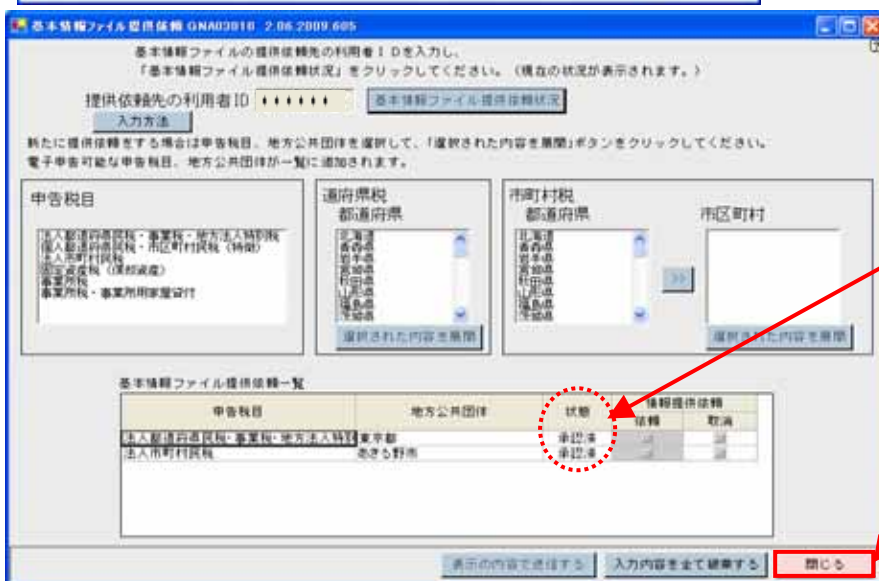 基本情報ファイル提供依頼 GNA03010 2.06.2009.605
基本情報ファイルの提供依頼先の利用者IDを入力し、
「基本情報ファイル提供依頼状況」をクリックしてください。(現在の状況が表示されます。)
提供依頼先の利用者ID
基本情報ファイル提供依頼状況
入力方法
新たに提供依頼をする場合は申告税目、地方公共団体を選択して、「選択された内容を展開」ボタンをクリックしてください。
電子申告可能な申告税目、地方公共団体が一覧に追加されます。
申告税目
法人都道府県民税・事業税・地方法人特別税
個人都道府県民税・市区町村民税(特徴)
法人市町村民税
固定資産税(償却資産)
事業所税
事業所税・事業所用家屋貸付
道府県税
都道府県
北海道
青森県
岩手県
宮城県
秋田県
山形県
福島県
茨城県
選択された内容を展開
市町村税
都道府県
北海道
青森県
岩手県
宮城県
秋田県
山形県
福島県
茨城県
>>
市区町村
選択された内容を展開
基本情報ファイル提供依頼一覧
申告税目 地方公共団体 状態 情報提供依頼
依頼 取消
法人都道府県民税・事業税・地方法人特別 東京都 承認済
法人市町村民税 あきる野市 承認済
表示の内容で送信する 入力内容を全て破棄する 閉じる